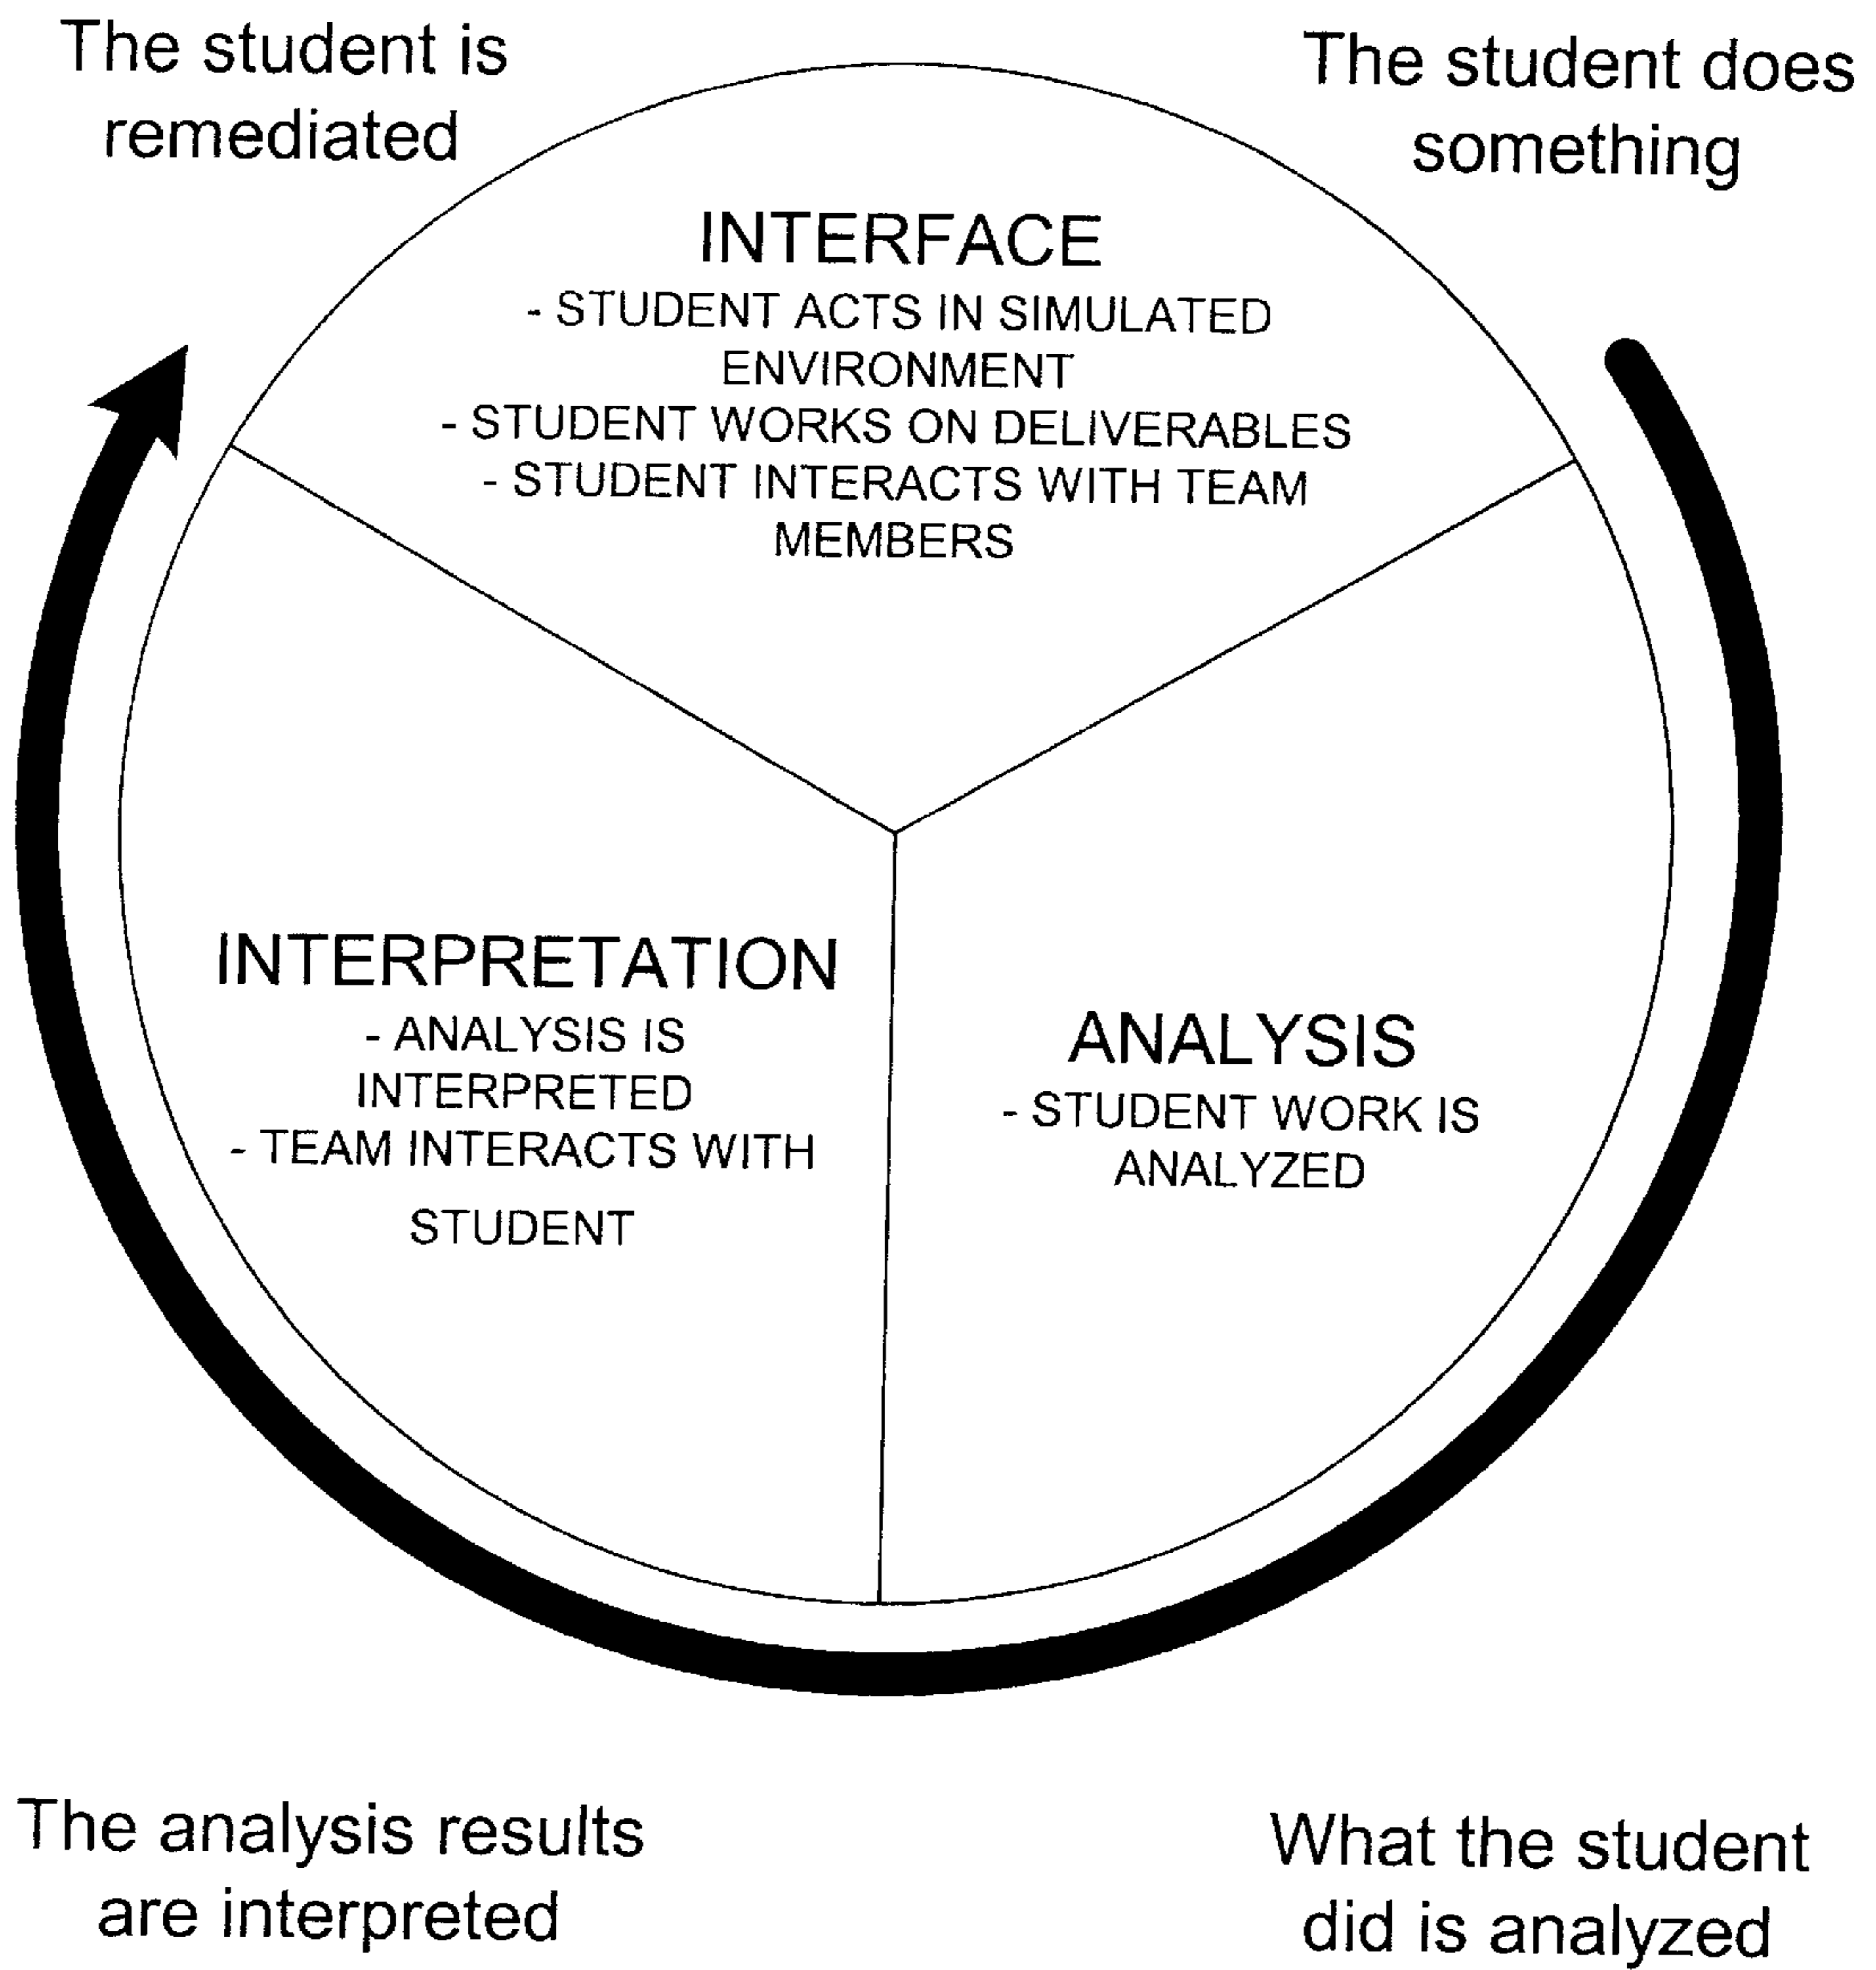 The student is
remediated
The student does
something
INTERFACE
- STUDENT ACTS IN SIMULATED
ENVIRONMENT
- STUDENT WORKS ON DELIVERABLES
- STUDENT INTERACTS WITH TEAM
MEMBERS
INTERPRETATION
- ANALYSIS IS
INTERPRETED
- TEAM INTERACTS WITH
STUDENT
ANALYSIS
- STUDENT WORK IS
ANALYZED
The analysis results
are interpreted
What the student
did is analyzed